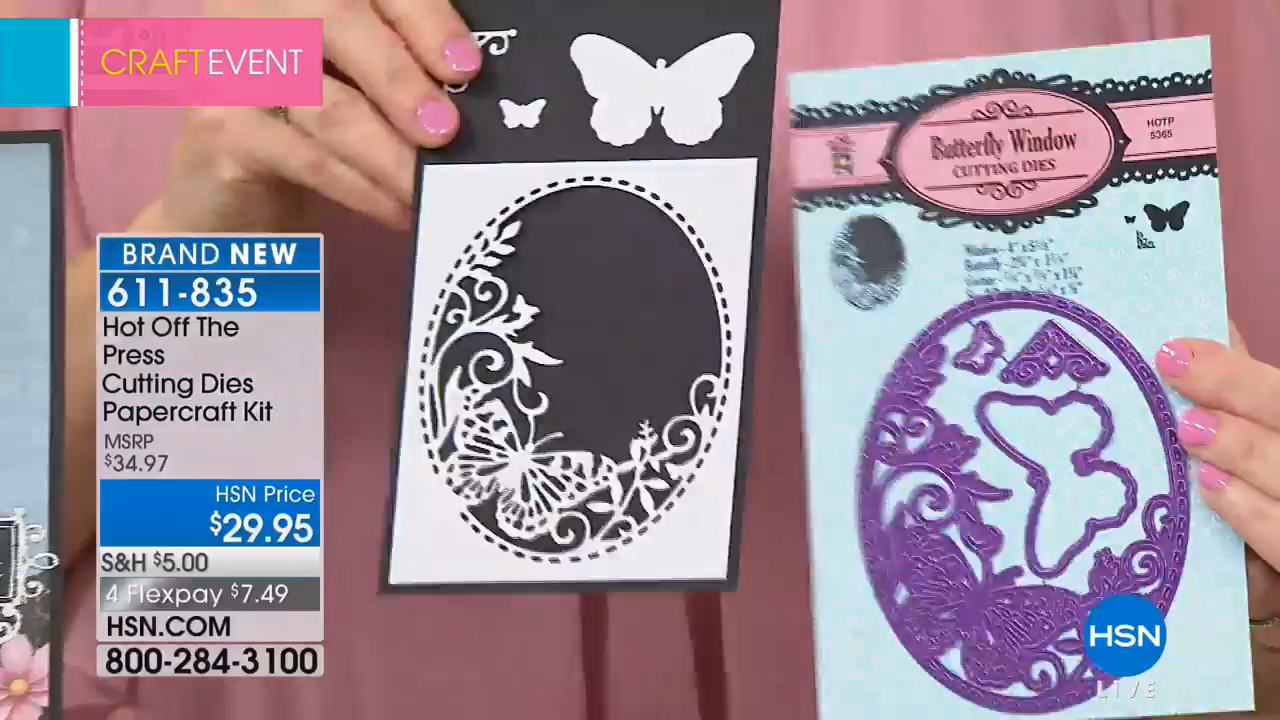 CRAFT EVENT
BRAND NEW
611-835
Hot Off The
Press
Cutting Dies
Papercraft Kit
MSRP
$34.97
HSN Price
$29.95
S&H $5.00
4 Flexpay $7.49
HSN.COM
800-284-3100
Butterfly Window
CUTTING DIES
HOTP
5365
HSN
LIVE